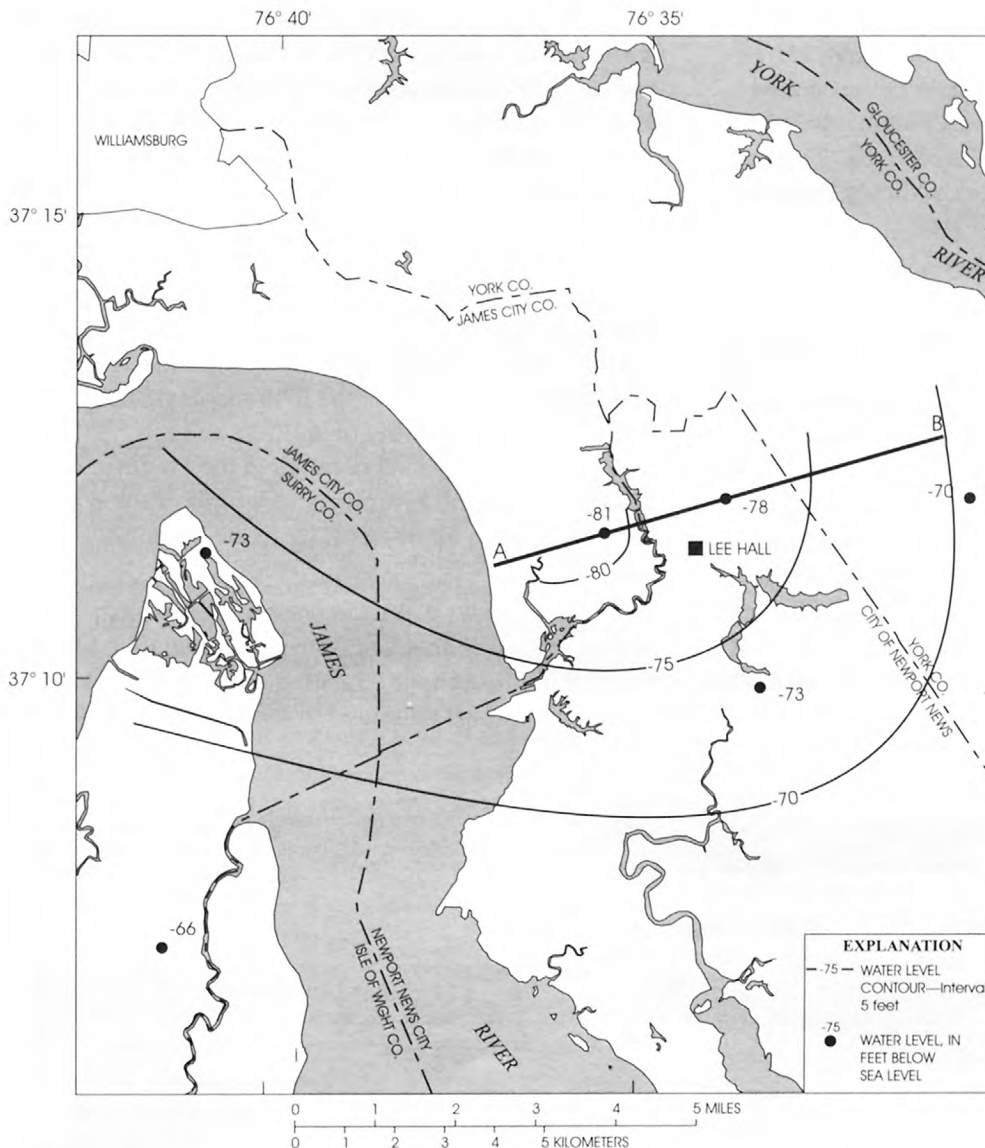 76° 40'
76° 35'
YORK
GLOUCESTER CO.
YORK CO.
RIVER
WILLIAMSBURG
37° 15'
YORK CO.
JAMES CITY CO.
JAMES CITY CO.
SURRY CO.
B
-70
-81
-78
A
LEE HALL
-80
-73
JAMES
-75
37° 10'
-73
YORK CO.
CITY OF NEWPORT NEWS
-70
-66
NEWPORT NEWS CITY
ISLE OF WIGHT CO.
RIVER
EXPLANATION
-75 WATER LEVEL
CONTOUR—Interva
5 feet
-75
WATER LEVEL, IN
FEET BELOW
SEA LEVEL
0 1 2 3 4 5 MILES
0 1 2 3 4 5 KILOMETERS